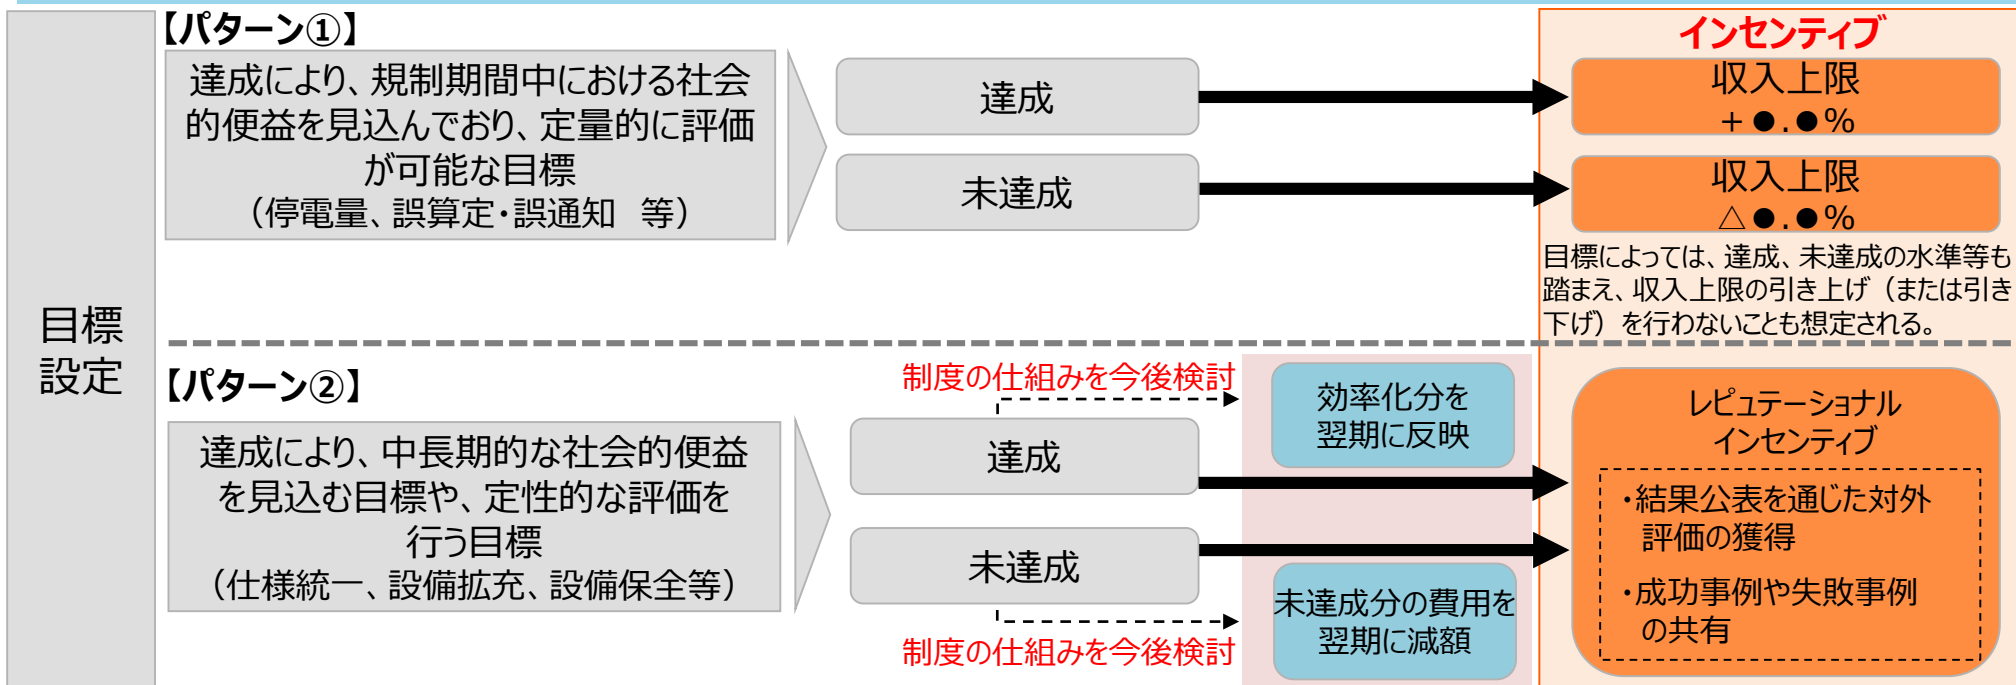 目標
設定
【パターン①】
達成により、規制期間中における社会
的便益を見込んでおり、定量的に評価
が可能な目標
（停電量、誤算定・誤通知　等）
達成
未達成
インセンティブ
収入上限
+●.●%
収入上限
△●.●%
目標によっては、達成、未達成の水準等も
踏まえ、収入上限の引き上げ（または引き
下げ）を行わないことも想定される。
【パターン②】
達成により、中長期的な社会的便益
を見込む目標や、定性的な評価を
行う目標
（仕様統一、設備拡充、設備保全等）
制度の仕組みを今後検討
達成
未達成
制度の仕組みを今後検討
効率化分を
翌期に反映
未達成分の費用を
翌期に減額
レピュテーショナル
インセンティブ
・結果公表を通じた対外
評価の獲得
・成功事例や失敗事例
の共有